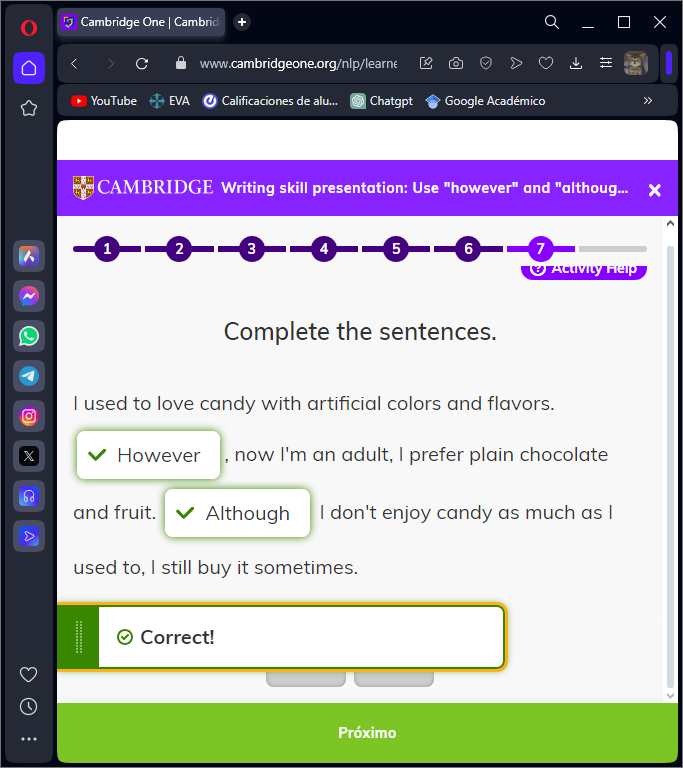 Cambridge One | Cambrid
www.cambridgeone.org/nlp/learne
YouTube
EVA
Calificaciones de alu...
Chatgpt
Google Académico
»
CAMBRIDGE
Writing skill presentation: Use "however" and "althoug...
1 2 3 4 5 6 7
Activity Help
Complete the sentences.
I used to love candy with artificial colors and flavors.
However , now I'm an adult, I prefer plain chocolate
and fruit. Although I don't enjoy candy as much as I
used to, I still buy it sometimes.
Correct!
Próximo